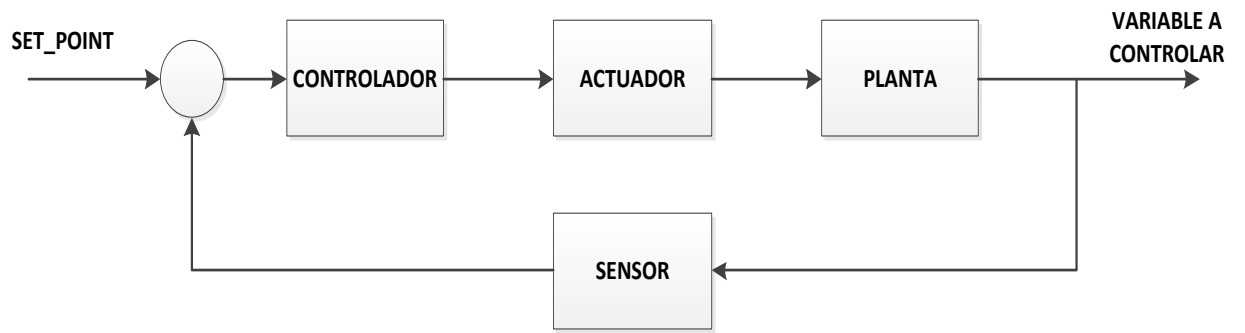 SET_POINT
CONTROLADOR
ACTUADOR
PLANTA
VARIABLE A
CONTROLAR
SENSOR